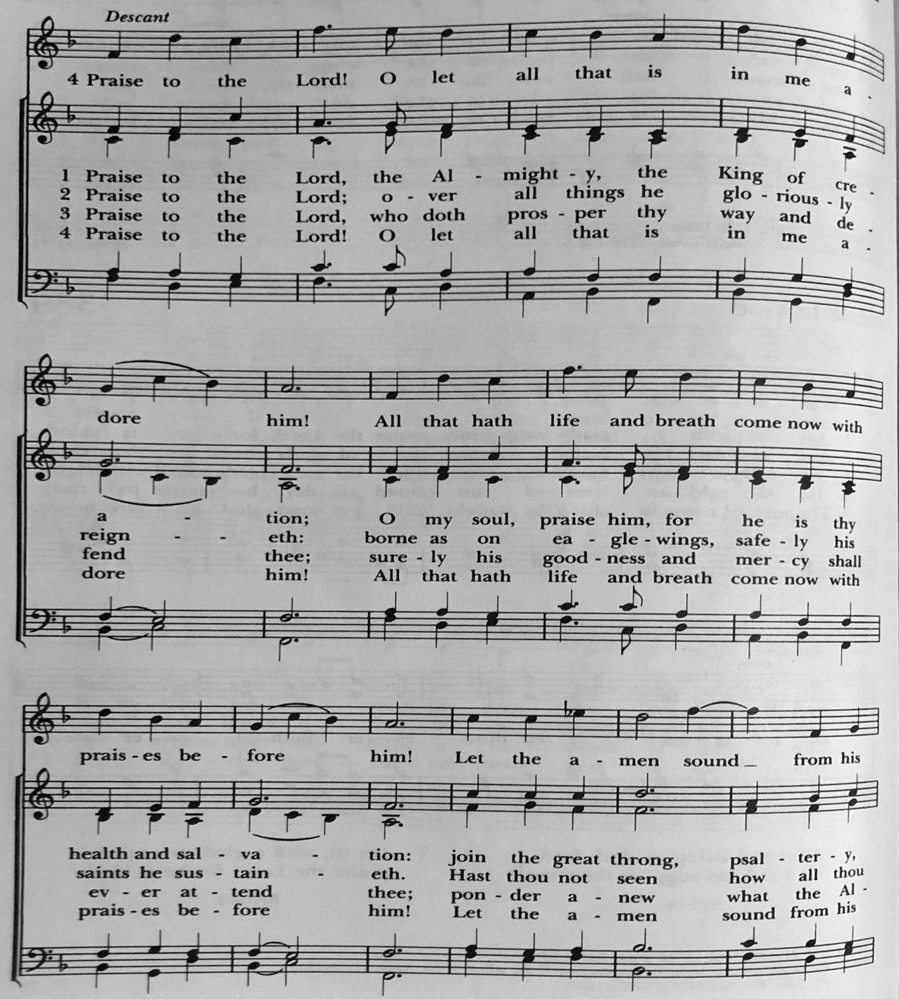 Descant
4 Praise to the Lord! O let all that is in me a -
1 Praise to the Lord, the Al - might - y, the King of cre -
2 Praise to the Lord; o - ver all things he glo - rious - ly
3 Praise to the Lord, who doth pros - per thy way and de -
4 Praise to the Lord! O let all that is in me a -
dore him! All that hath life and breath come now with
a - tion; O my soul, praise him, for he is thy
reign - - eth: borne as on ea - gle - wings, safe - ly his
fend thee; sure - ly his good - ness and mer - cy shall
dore him! All that hath life and breath come now with
prais - es be - fore him! Let the a - men sound _ from his
health and sal - va - tion: join the great throng, psal - ter - y,
saints he sus - tain - eth. Hast thou not seen how all thou
ev - er at - tend thee; pon - der a - new what the Al -
prais - es be - fore him! Let the a - men sound from his